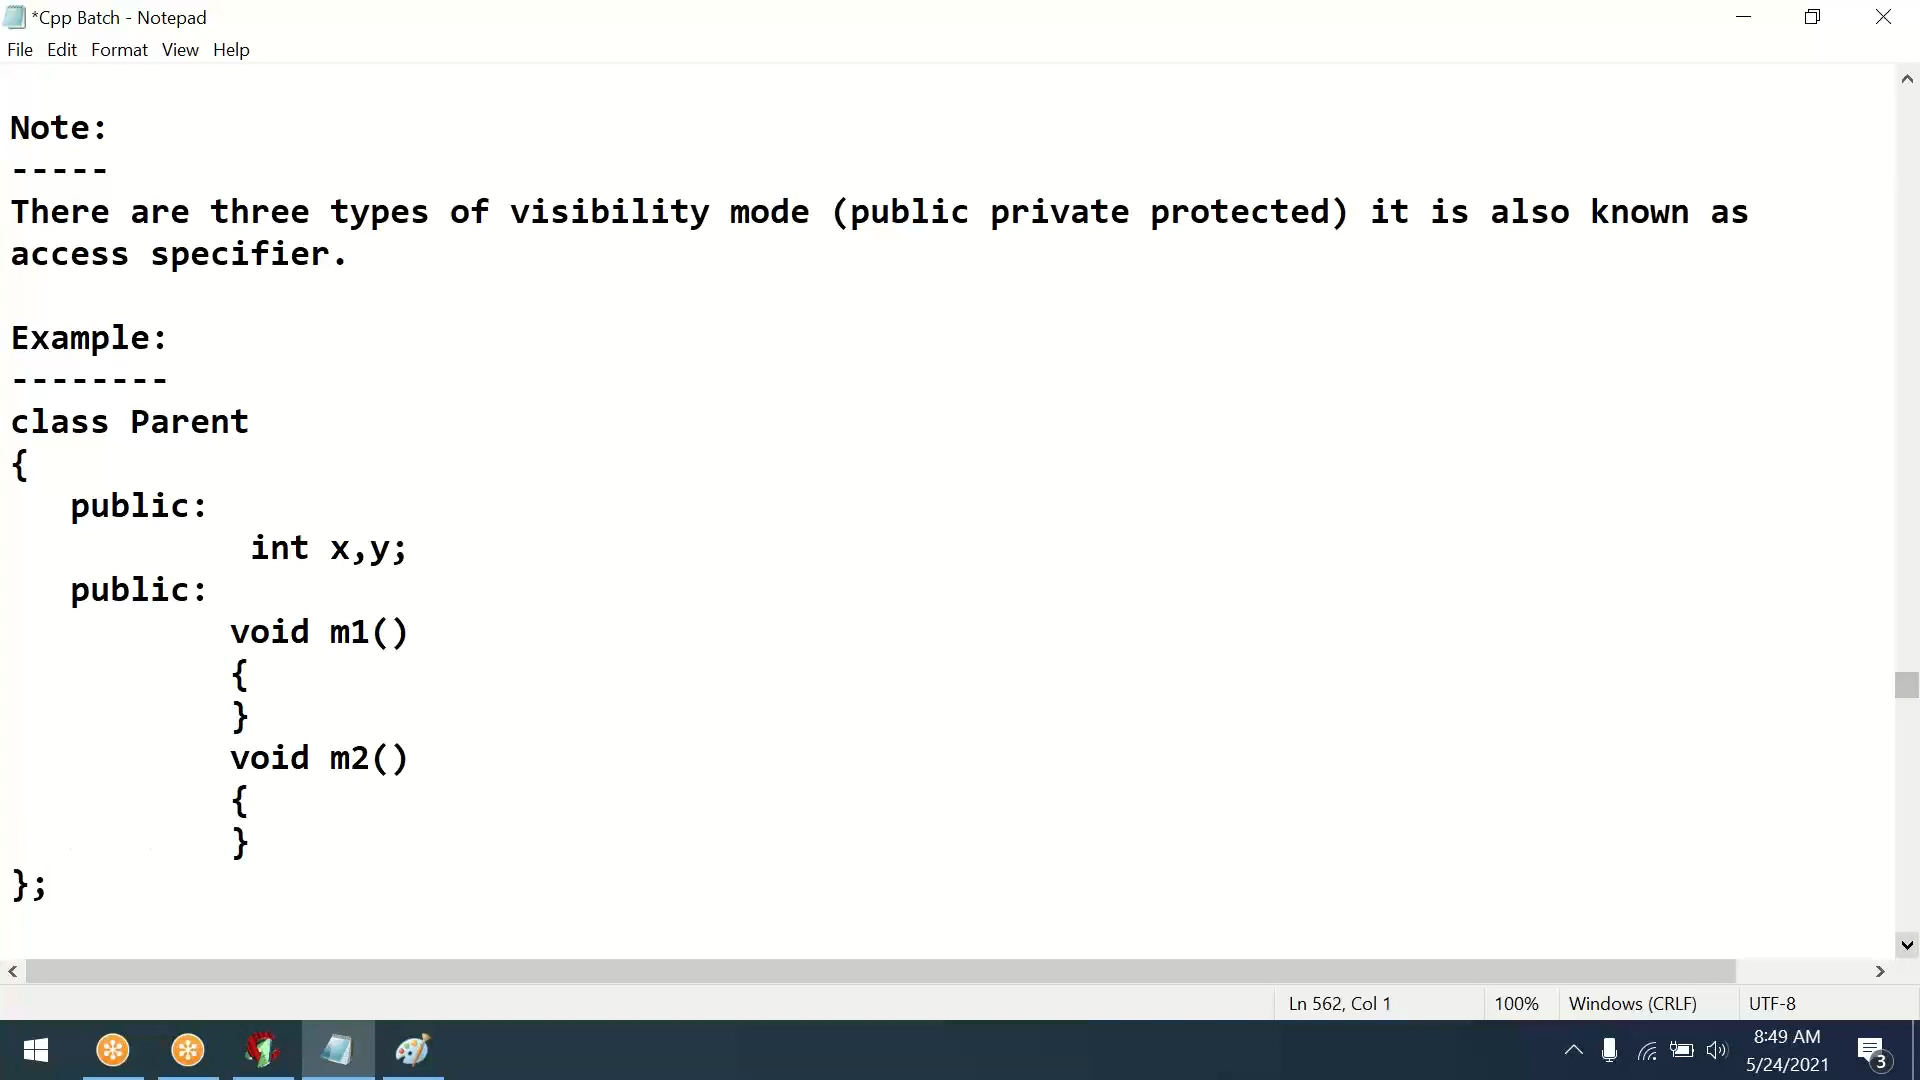 *Cpp Batch - Notepad
File Edit Format View Help
Note:
-----
There are three types of visibility mode (public private protected) it is also known as
access specifier.
Example:
--------
class Parent
{
public:
int x,y;
public:
void m1()
{
}
void m2()
{
}
};
Ln 562, Col 1 100% Windows (CRLF) UTF-8
8:49 AM
5/24/2021
3